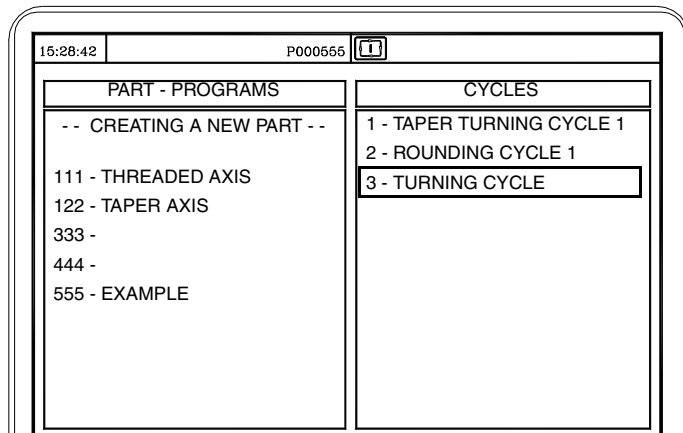 15:28:42 P000555
PART - PROGRAMS
- - CREATING A NEW PART - -
111 - THREADED AXIS
122 - TAPER AXIS
333 -
444 -
555 - EXAMPLE
CYCLES
1 - TAPER TURNING CYCLE 1
2 - ROUNDING CYCLE 1
3 - TURNING CYCLE